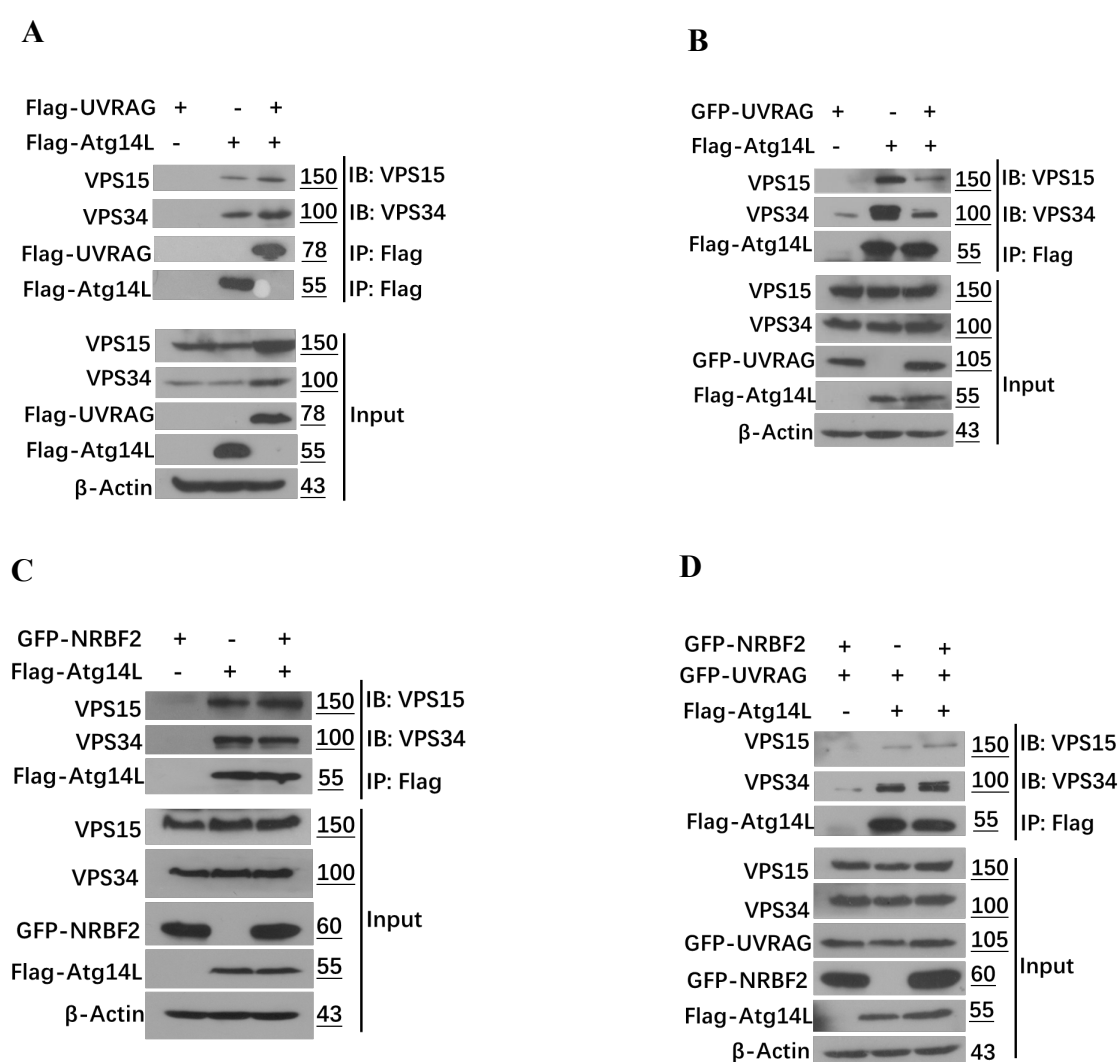 A
Flag-UVRAG + - +
Flag-Atg14L - + +
VPS15 150 IB: VPS15
VPS34 100 IB: VPS34
Flag-UVRAG 78 IP: Flag
Flag-Atg14L 55 IP: Flag
VPS15 150
VPS34 100
Flag-UVRAG 78 Input
Flag-Atg14L 55
β-Actin 43
B
GFP-UVRAG + - +
Flag-Atg14L - + +
VPS15 150 IB: VPS15
VPS34 100 IB: VPS34
Flag-Atg14L 55 IP: Flag
VPS15 150
VPS34 100
GFP-UVRAG 105 Input
Flag-Atg14L 55
β-Actin 43
C
GFP-NRBF2 + - +
Flag-Atg14L - + +
VPS15 150 IB: VPS15
VPS34 100 IB: VPS34
Flag-Atg14L 55 IP: Flag
VPS15 150
VPS34 100
GFP-NRBF2 60 Input
Flag-Atg14L 55
β-Actin 43
D
GFP-NRBF2 + - +
GFP-UVRAG + + +
Flag-Atg14L - + +
VPS15 150 IB: VPS15
VPS34 100 IB: VPS34
Flag-Atg14L 55 IP: Flag
VPS15 150
VPS34 100
GFP-UVRAG 105
GFP-NRBF2 60 Input
Flag-Atg14L 55
β-Actin 43